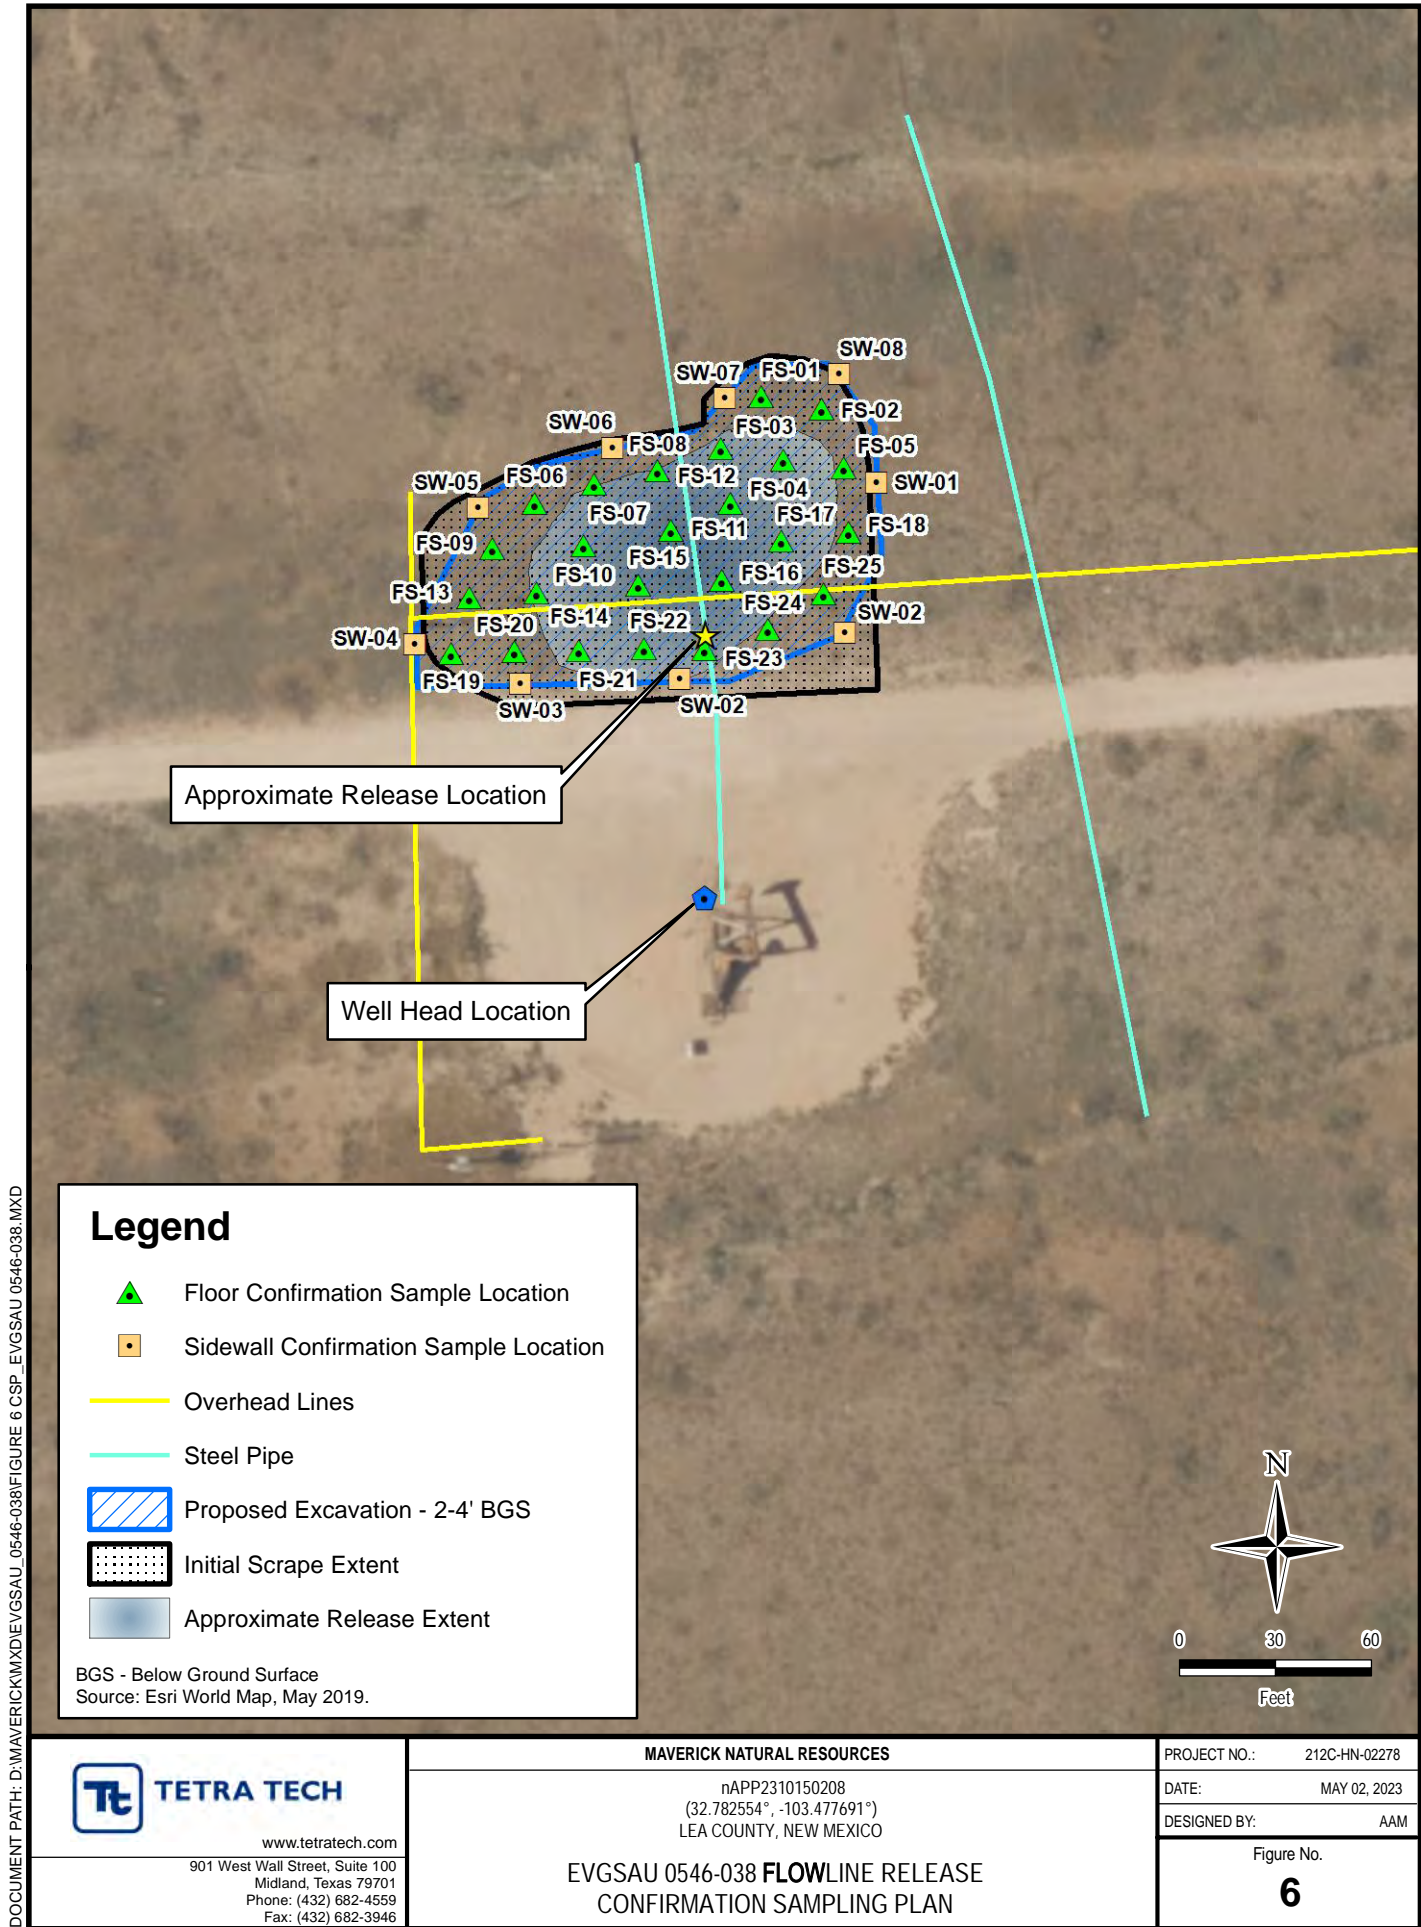 SW-08
SW-07
FS-01
FS-02
SW-06
FS-03
FS-08
FS-05
SW-05
FS-06
FS-12
FS-04
SW-01
FS-07
FS-17
FS-09
FS-11
FS-18
FS-15
FS-10
FS-16
FS-25
FS-13
FS-24
FS-20
FS-14
FS-22
SW-02
SW-04
FS-23
FS-19
FS-21
SW-03
SW-02
Approximate Release Location
Well Head Location
Legend
Floor Confirmation Sample Location
Sidewall Confirmation Sample Location
Overhead Lines
Steel Pipe
Proposed Excavation - 2-4' BGS
Initial Scrape Extent
Approximate Release Extent
BGS - Below Ground Surface
Source: Esri World Map, May 2019.
N
0 30 60
Feet
DOCUMENT PATH: D:\MAVERICK\MXD\EVGSAU_0546-038\FIGURE 6 CSP_EVGSAU 0546-038.MXD
Tt TETRA TECH
www.tetratech.com
901 West Wall Street, Suite 100
Midland, Texas 79701
Phone: (432) 682-4559
Fax: (432) 682-3946
MAVERICK NATURAL RESOURCES
nAPP2310150208
(32.782554°, -103.477691°)
LEA COUNTY, NEW MEXICO
EVGSAU 0546-038 FLOWLINE RELEASE
CONFIRMATION SAMPLING PLAN
PROJECT NO.: 212C-HN-02278
DATE: MAY 02, 2023
DESIGNED BY: AAM
Figure No.
6